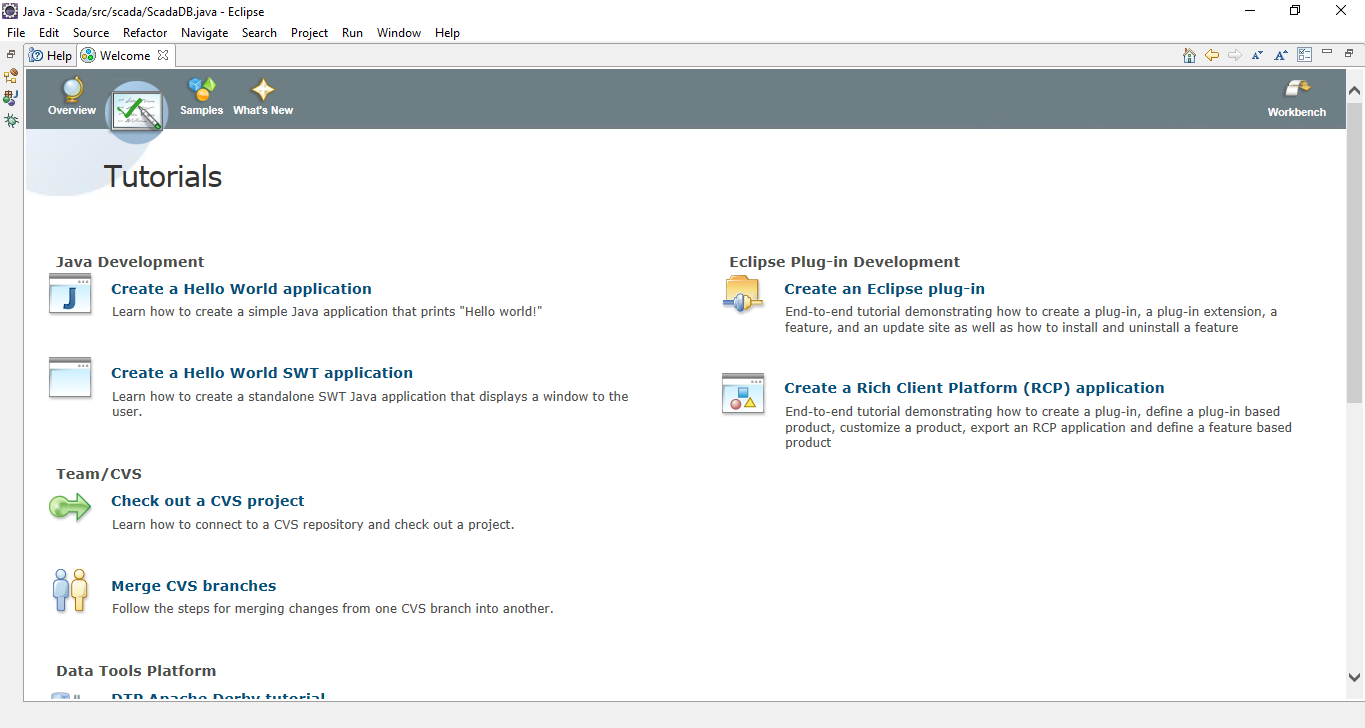 Java - Scada/src/scada/ScadaDB.java - Eclipse
File Edit Source Refactor Navigate Search Project Run Window Help
Help Welcome
Overview Samples What's New Workbench
Tutorials
Java Development
Create a Hello World application
Learn how to create a simple Java application that prints "Hello world!"
Create a Hello World SWT application
Learn how to create a standalone SWT Java application that displays a window to the
user.
Team/CVS
Check out a CVS project
Learn how to connect to a CVS repository and check out a project.
Merge CVS branches
Follow the steps for merging changes from one CVS branch into another.
Data Tools Platform
DTP Apache Derby tutorial
Eclipse Plug-in Development
Create an Eclipse plug-in
End-to-end tutorial demonstrating how to create a plug-in, a plug-in extension, a
feature, and an update site as well as how to install and uninstall a feature
Create a Rich Client Platform (RCP) application
End-to-end tutorial demonstrating how to create a plug-in, define a plug-in based
product, customize a product, export an RCP application and define a feature based
product